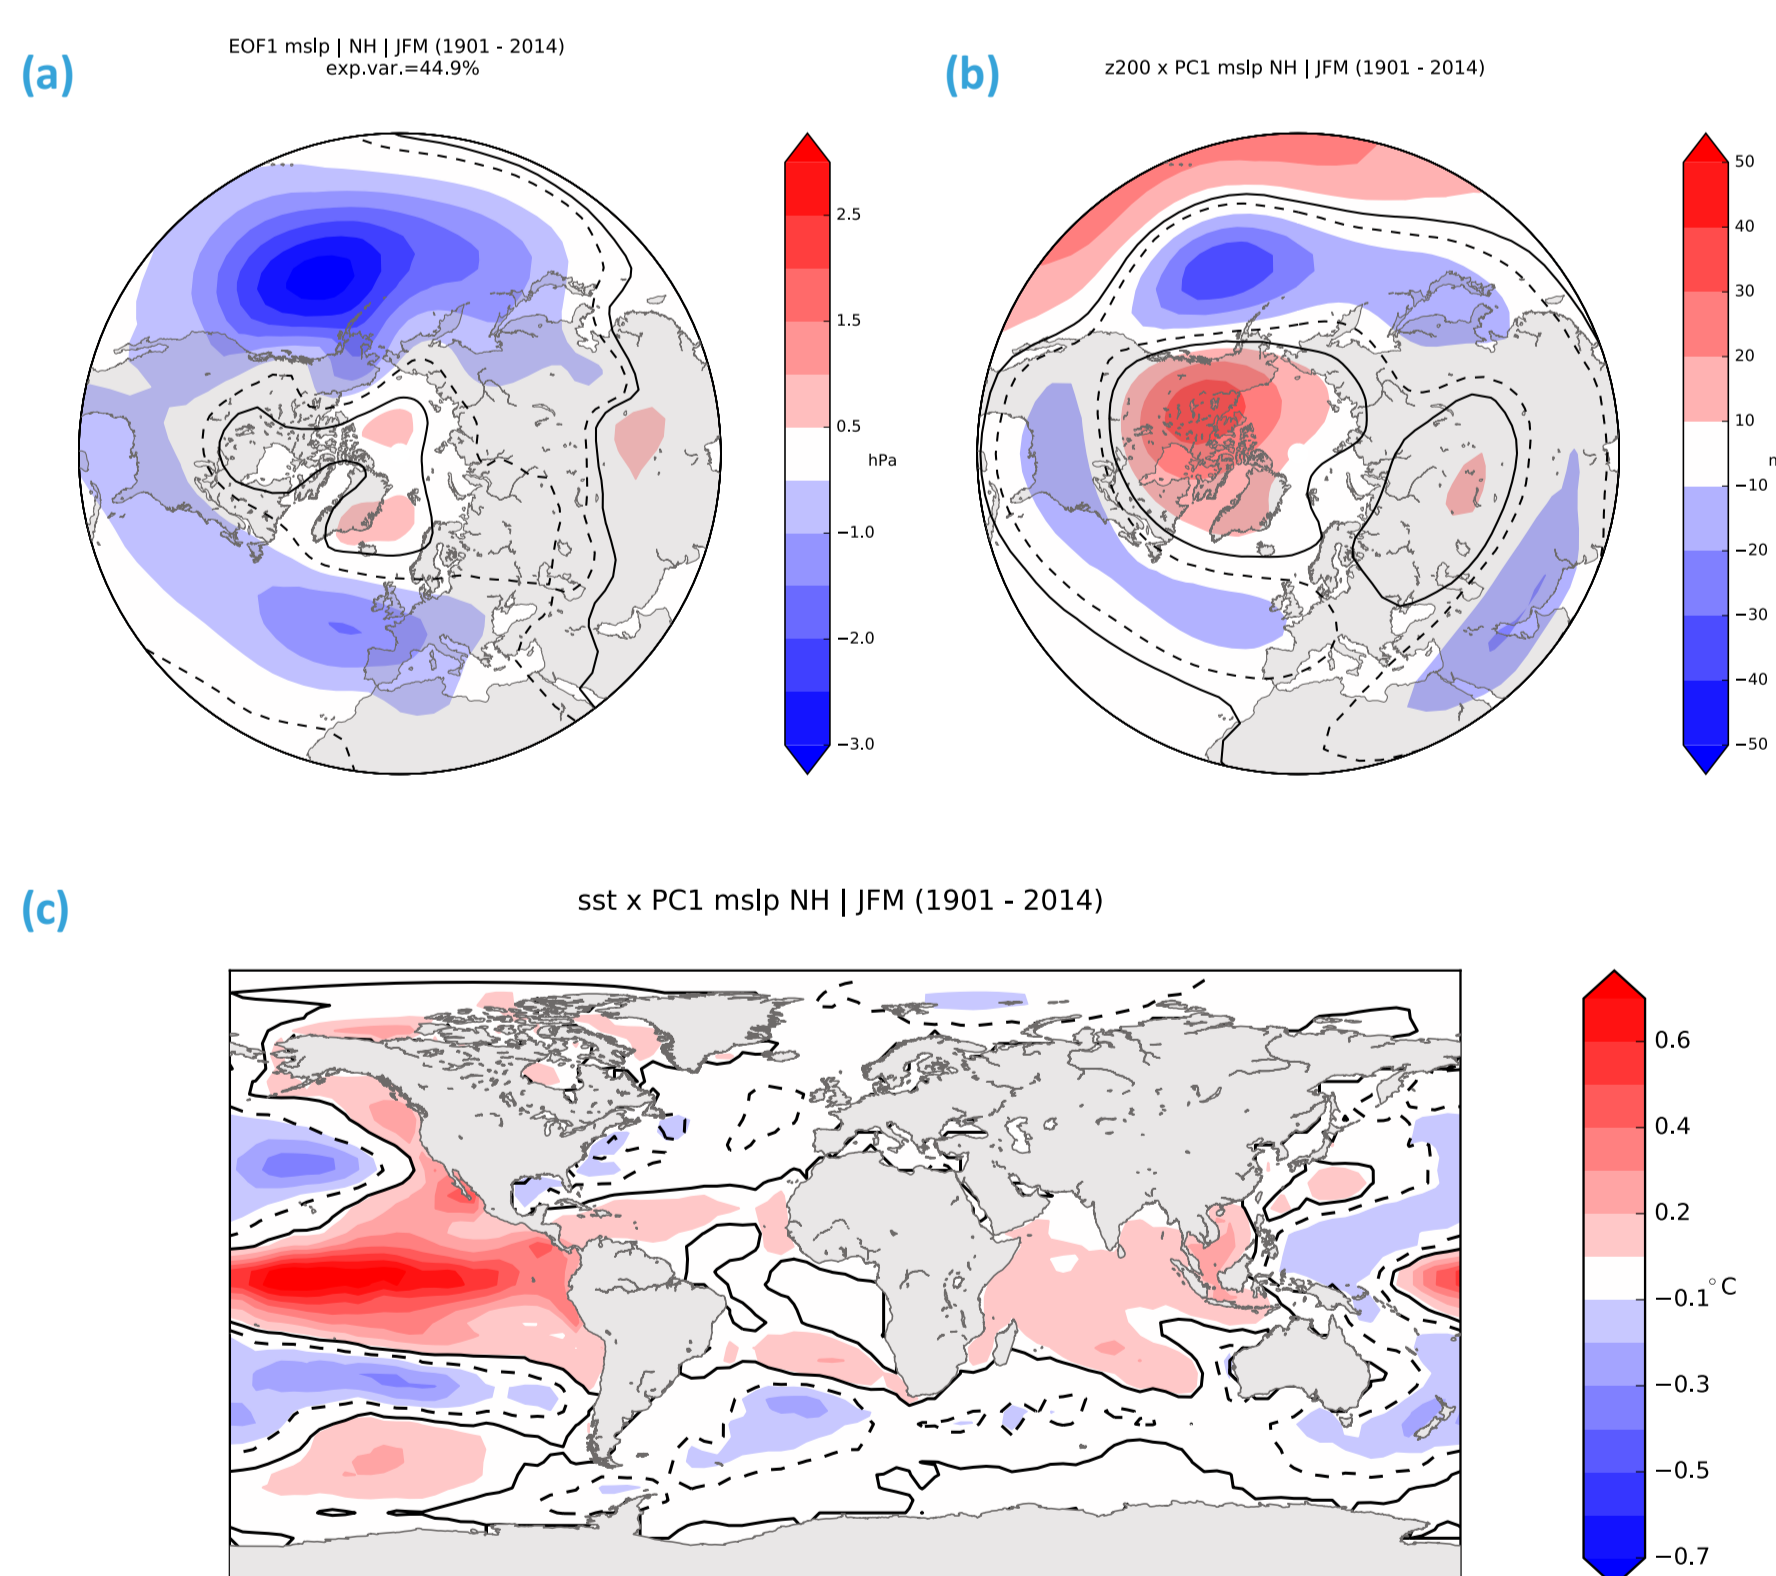 EOF1 mslp | NH | JFM (1901 - 2014)
exp.var.=44.9%
(a)
2.5
1.5
0.5
hPa
−1.0
−2.0
−3.0
z200 x PC1 mslp NH | JFM (1901 - 2014)
(b)
50
40
30
20
10
−10
−20
−30
−40
−50
sst x PC1 mslp NH | JFM (1901 - 2014)
(c)
0.6
0.4
0.2
−0.1
°C
−0.3
−0.5
−0.7